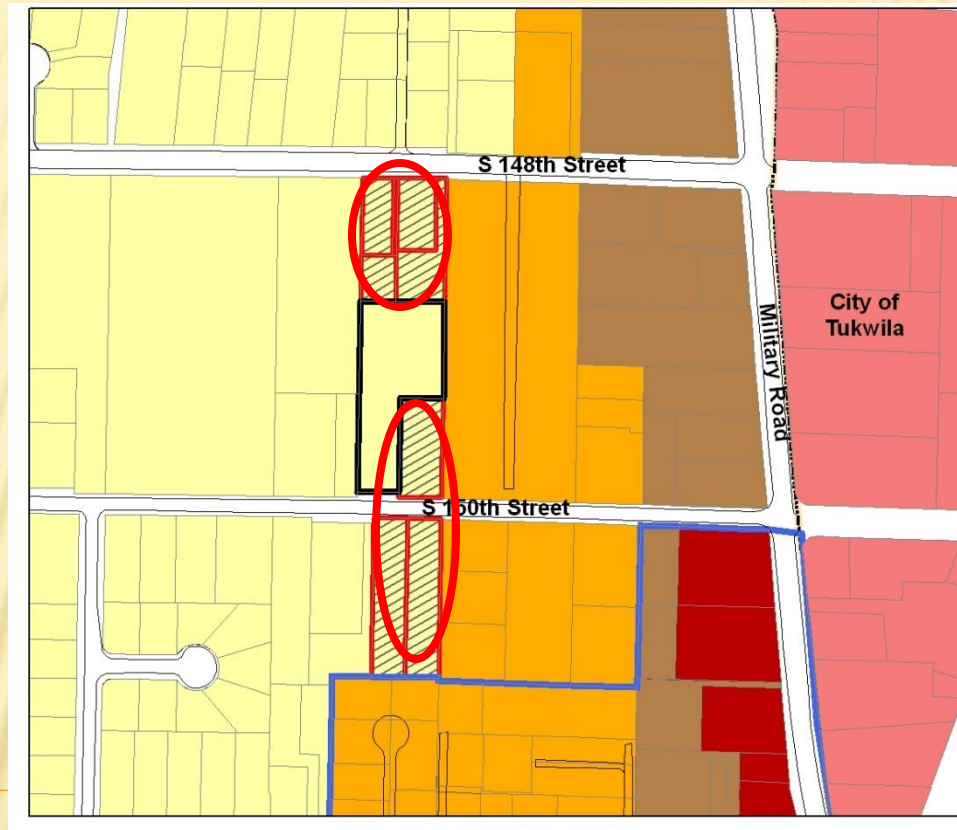 S 148th Street
City of
Tukwila
Military Road
S 150th Street